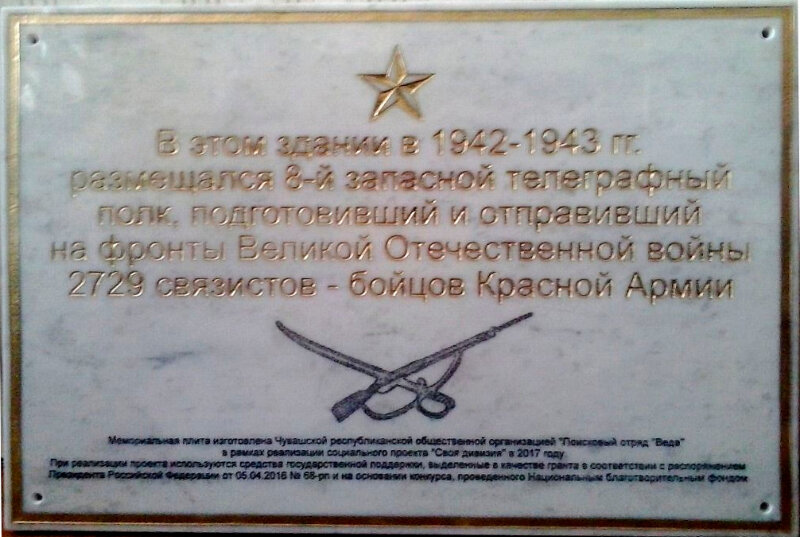 В этом здании в 1942-1943 гг.
размещался 8-й запасной телеграфный
полк, подготовивший и отправивший
на фронты Великой Отечественной войны
2729 связистов - бойцов Красной Армии
Мемориальная плита изготовлена Чувашской республиканской общественной организацией "Поисковый отряд "Веда"
в рамках реализации социального проекта "Своя дивизия" в 2017 году
При реализации проекта используются средства государственной поддержки, выделенные в качестве гранта в соответствии с распоряжением
Президента Российской Федерации от 05.04.2016 № 68-рп и на основании конкурса, проведенного Национальным благотворительным фондом